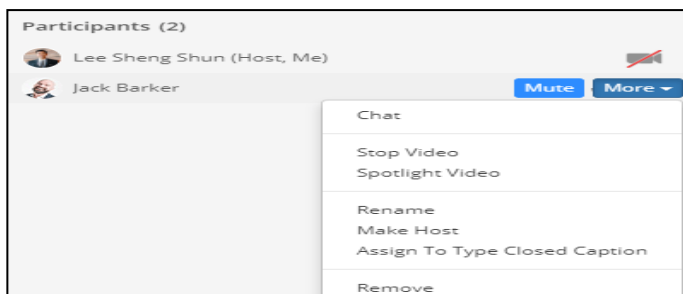 Participants (2)
Lee Sheng Shun (Host, Me)
Jack Barker Mute More
Chat
Stop Video
Spotlight Video
Rename
Make Host
Assign To Type Closed Caption
Remove